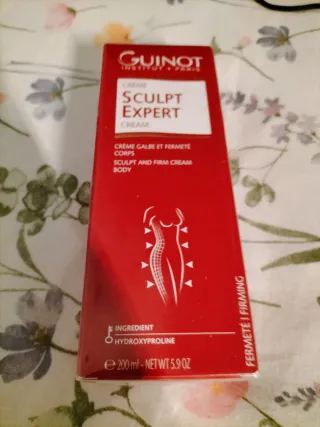 GUINOT
INSTITUT • PARIS
CRÈME
SCULPT
EXPERT
CREAM
CRÈME GALBE ET FERMETÉ
CORPS
SCULPT AND FIRM CREAM
BODY
INGREDIENT
HYDROXYPROLINE
200 ml - NET WT 5.9 OZ
FERMETÉ | FIRMING